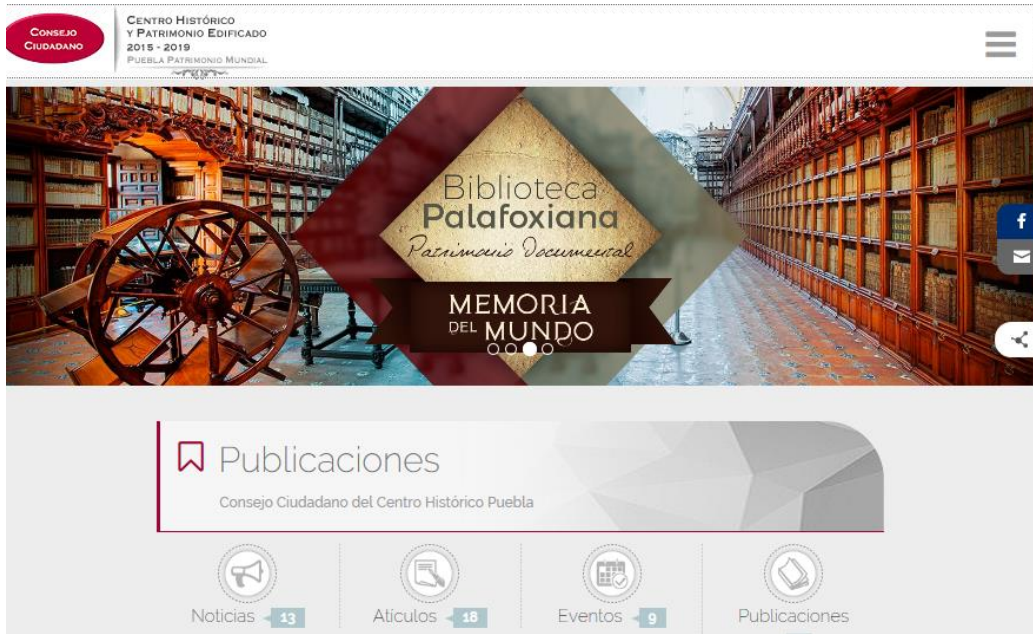 CONSEJO
CIUDADANO
CENTRO HISTÓRICO
Y PATRIMONIO EDIFICADO
2015 - 2019
PUEBLA PATRIMONIO MUNDIAL
Biblioteca
Palafoxiana
Patrimonio Documental
MEMORIA
DEL MUNDO
f
Publicaciones
Consejo Ciudadano del Centro Histórico Puebla
Noticias 13
Atículos 18
Eventos 9
Publicaciones